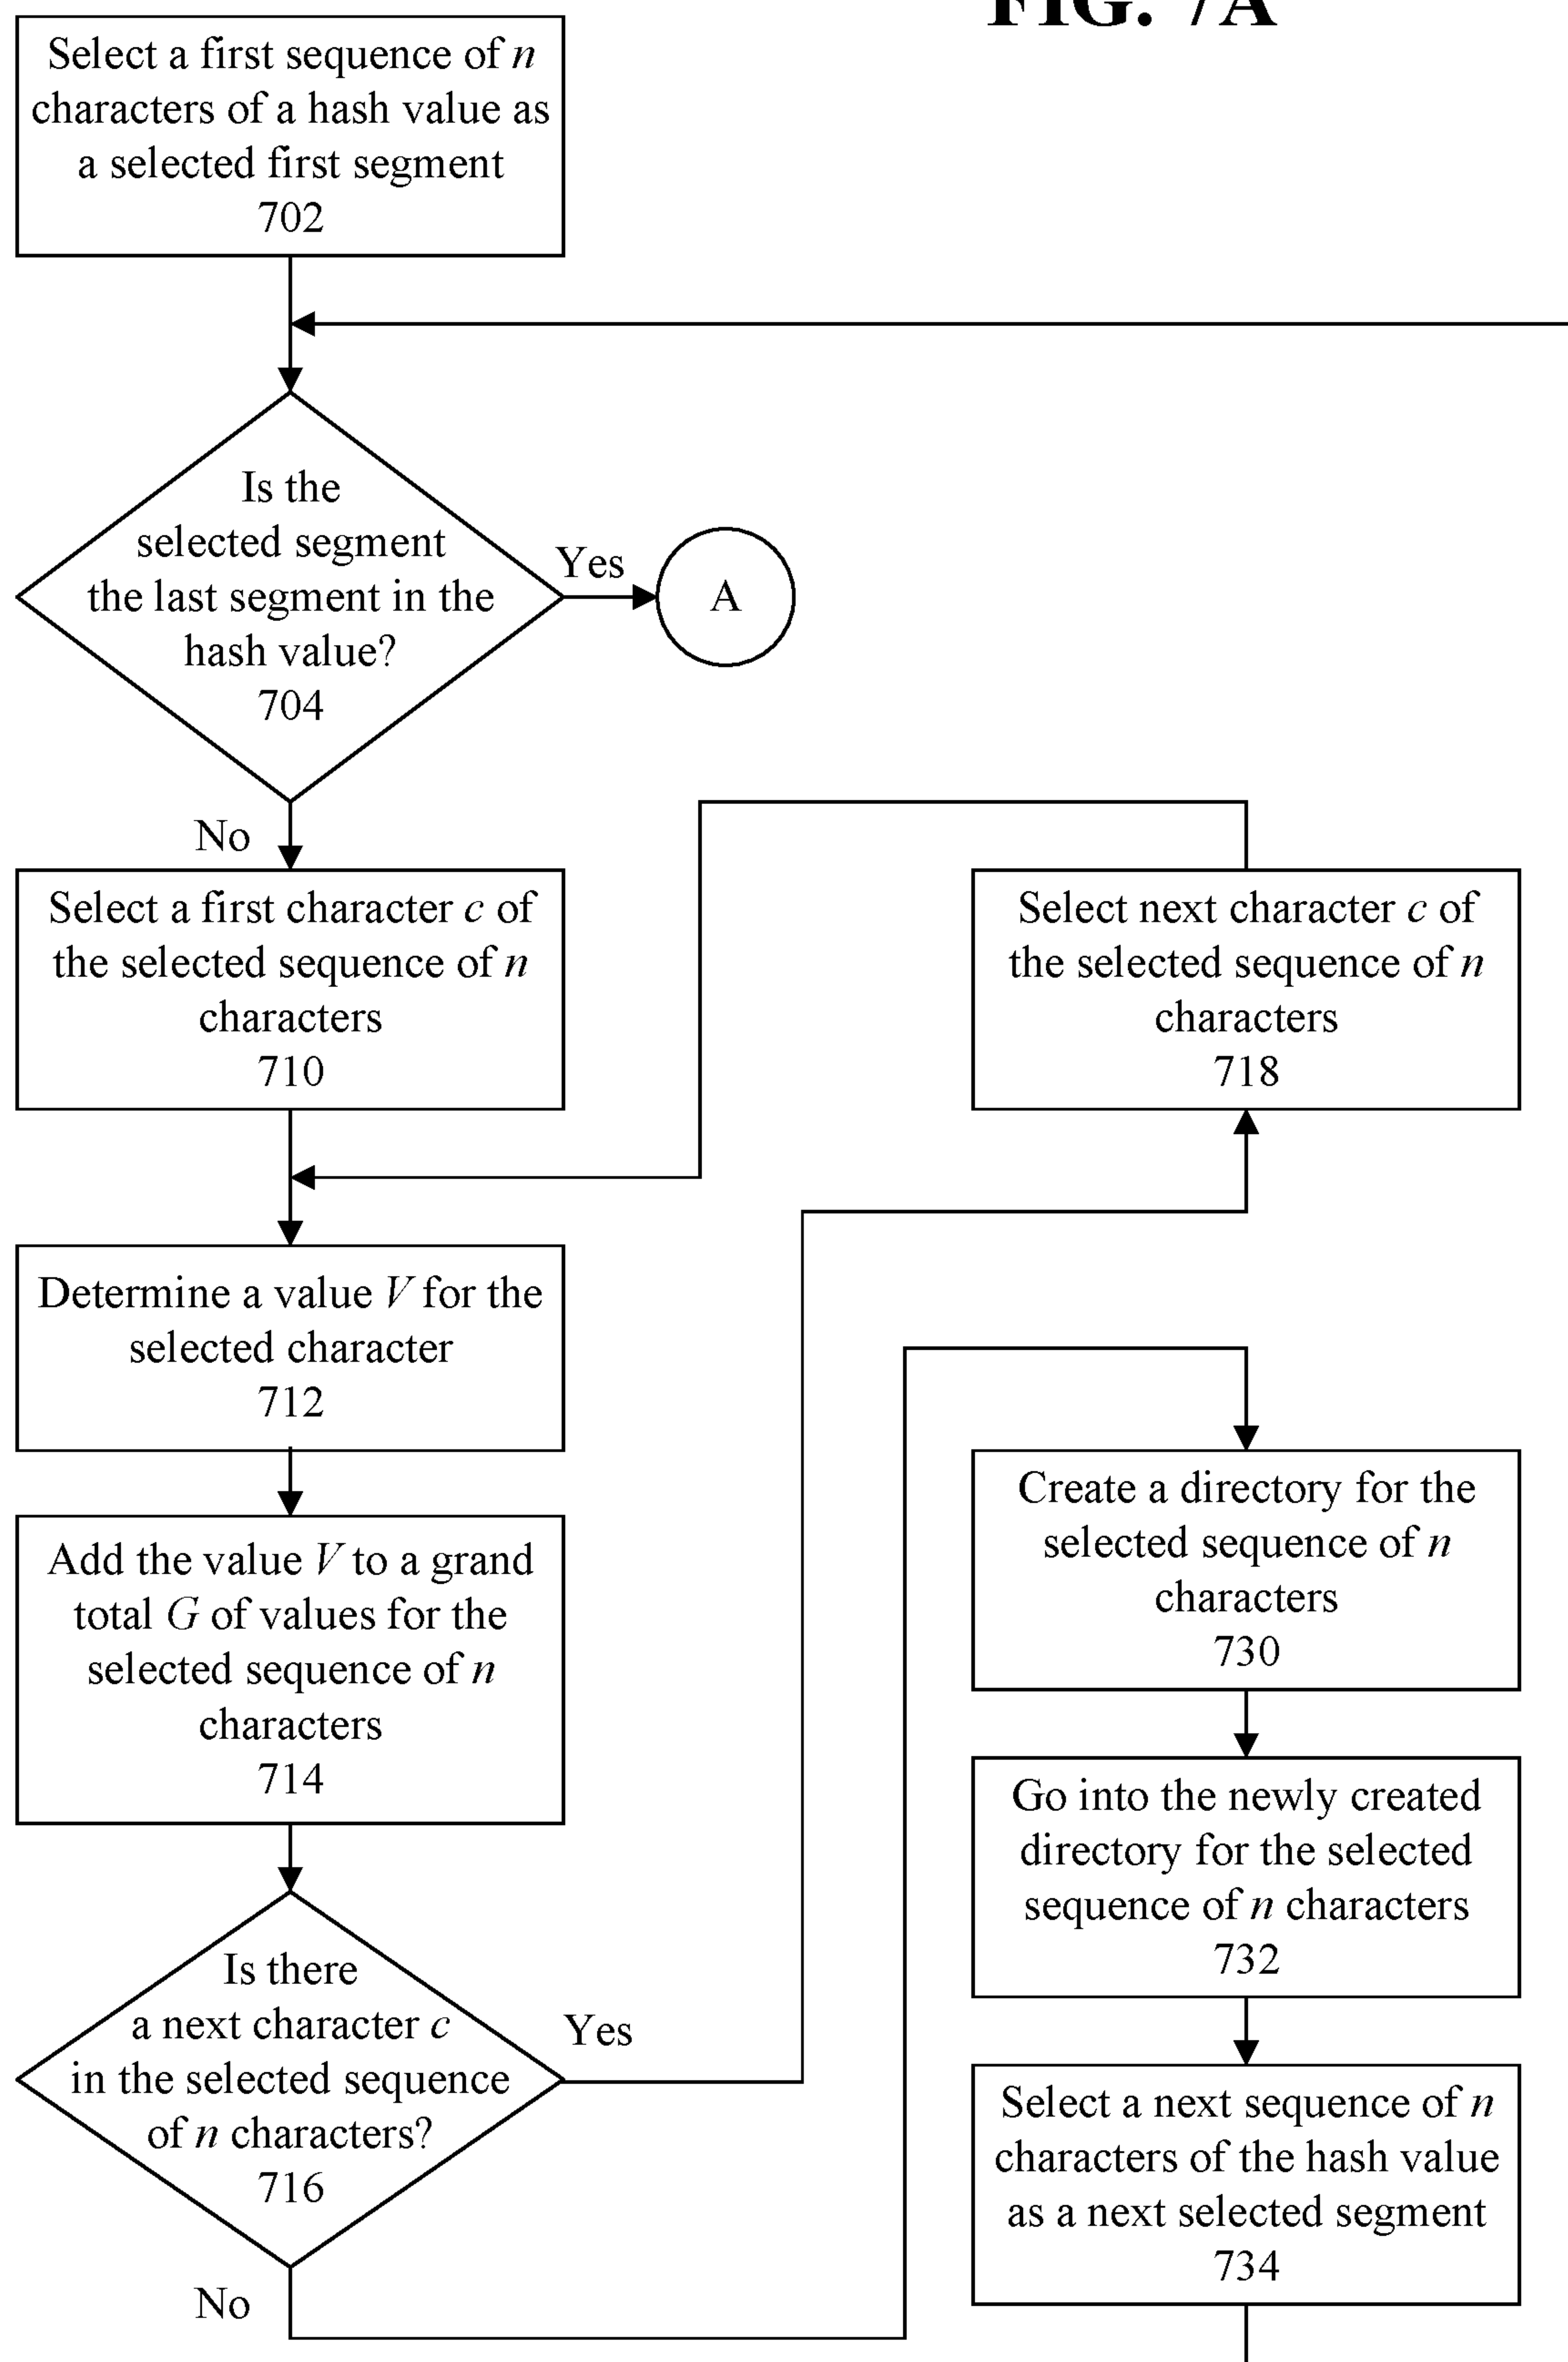 FIG. 7A
Select a first sequence of n
characters of a hash value as
a selected first segment
702
Is the
selected segment
the last segment in the
hash value?
704
Yes
A
No
Select a first character c of
the selected sequence of n
characters
710
Select next character c of
the selected sequence of n
characters
718
Determine a value V for the
selected character
712
Add the value V to a grand
total G of values for the
selected sequence of n
characters
714
Is there
a next character c
in the selected sequence
of n characters?
716
Yes
No
Create a directory for the
selected sequence of n
characters
730
Go into the newly created
directory for the selected
sequence of n characters
732
Select a next sequence of n
characters of the hash value
as a next selected segment
734